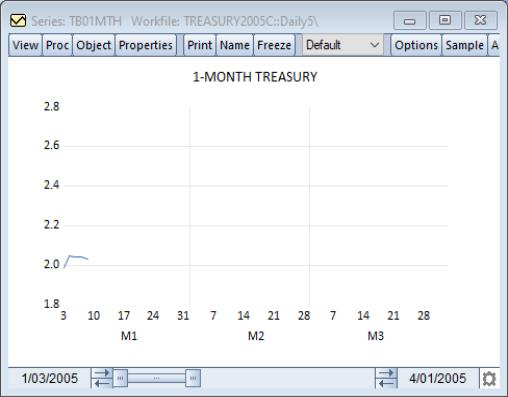 Series: TB01MTH Workfile: TREASURY2005C::Daily5\
View Proc Object Properties Print Name Freeze Default Options Sample A
1-MONTH TREASURY
2.8
2.6
2.4
2.2
2.0
1.8
3 10 17 24 31 7 14 21 28 7 14 21 28
M1 M2 M3
1/03/2005 4/01/2005